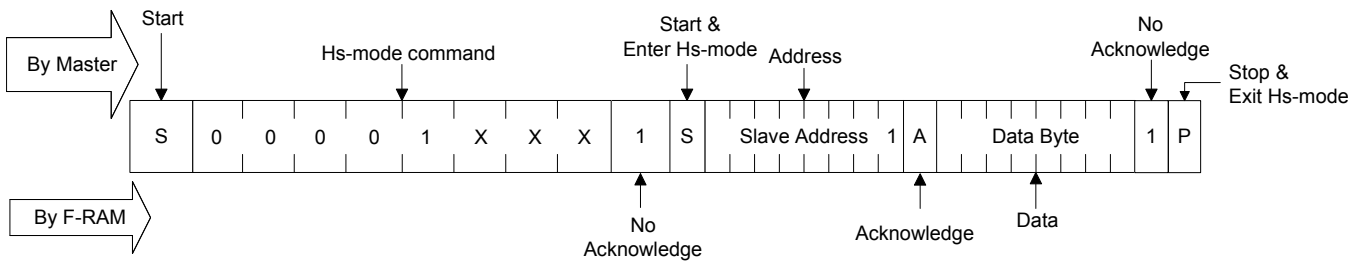 Start
Hs-mode command
Start &
Enter Hs-mode
Address
No
Acknowledge
Stop &
Exit Hs-mode
By Master
S 0 0 0 0 1 X X X 1 S Slave Address 1 A Data Byte 1 P
By F-RAM
No
Acknowledge
Acknowledge
Data